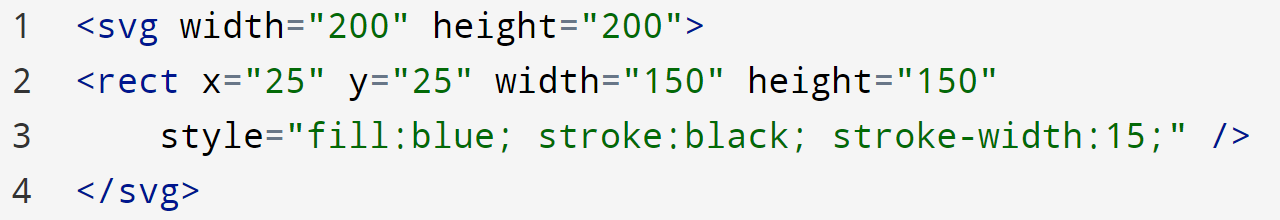 1 <svg width="200" height="200">
2 <rect x="25" y="25" width="150" height="150"
3 style="fill:blue; stroke:black; stroke-width:15;" />
4 </svg>